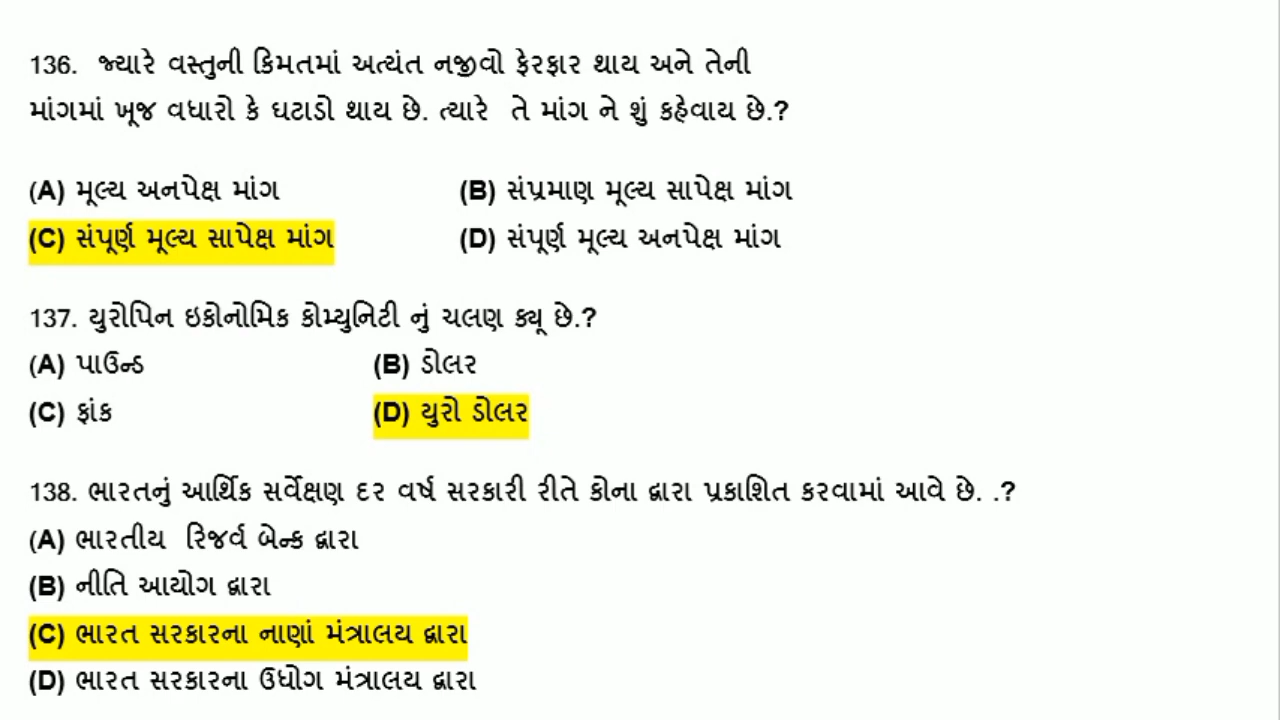 136. જ્યારે વસ્તુની કિમતમાં અત્યંત નજીવો ફેરફાર થાય અને તેની
માંગમાં ખૂજ વધારો કે ઘટાડો થાય છે. ત્યારે તે માંગ ને શું કહેવાય છે.?
(A) મૂલ્ય અનપેક્ષ માંગ (B) સંપ્રમાણ મૂલ્ય સાપેક્ષ માંગ
(C) સંપૂર્ણ મૂલ્ય સાપેક્ષ માંગ (D) સંપૂર્ણ મૂલ્ય અનપેક્ષ માંગ
137. યુરોપિન ઇકોનોમિક કોમ્યુનિટી નું ચલણ ક્યૂ છે.?
(A) પાઉન્ડ (B) ડોલર
(C) ફ્રાંક (D) યુરો ડોલર
138. ભારતનું આર્થિક સર્વેક્ષણ દર વર્ષ સરકારી રીતે કોના દ્વારા પ્રકાશિત કરવામાં આવે છે. .?
(A) ભારતીય રિજર્વ બેન્ક દ્વારા
(B) નીતિ આયોગ દ્વારા
(C) ભારત સરકારના નાણાં મંત્રાલય દ્વારા
(D) ભારત સરકારના ઉધોગ મંત્રાલય દ્વારા